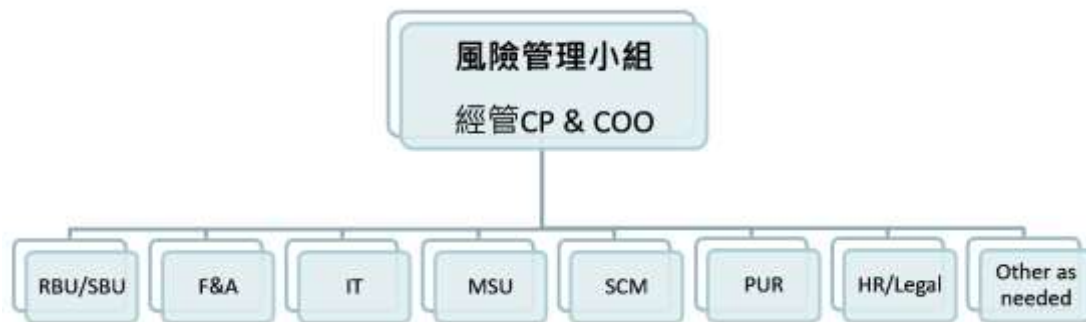 風險管理小組
經管CP & COO
RBU/SBU
F&A
IT
MSU
SCM
PUR
HR/Legal
Other as
needed